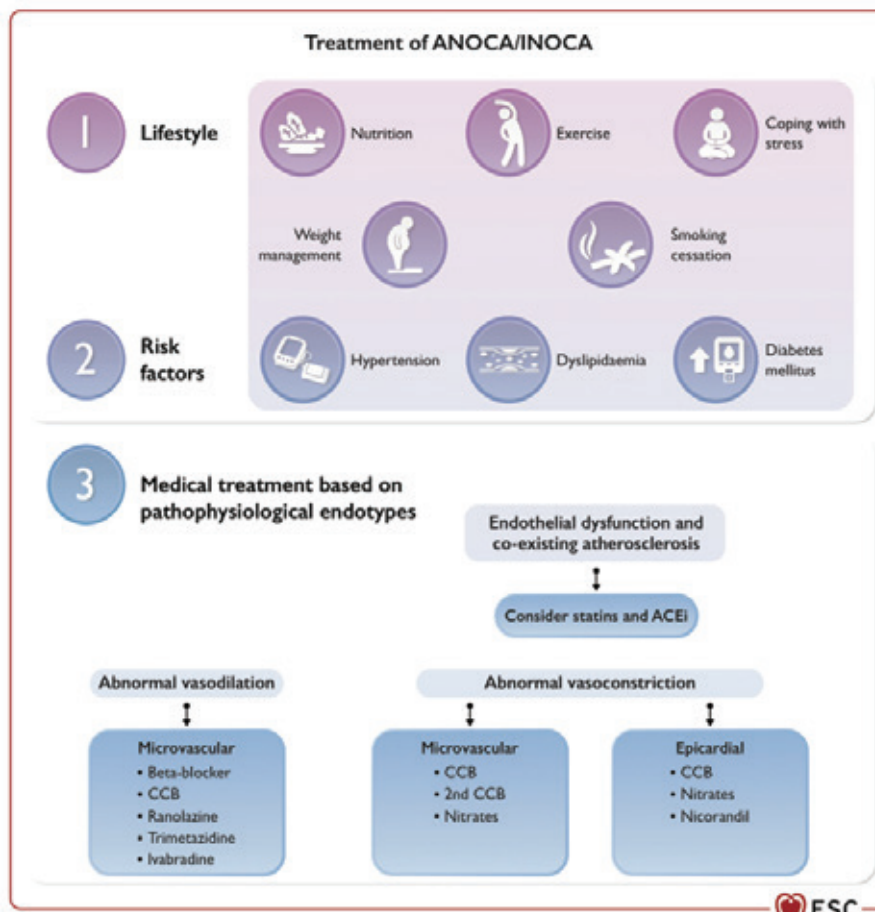 Treatment of ANOCA/INOCA
1
Lifestyle
Nutrition
Exercise
Coping with
stress
Weight
management
Smoking
cessation
2
Risk
factors
Hypertension
Dyslipidaemia
Diabetes
mellitus
3
Medical treatment based on
pathophysiological endotypes
Endothelial dysfunction and
co-existing atherosclerosis
Consider statins and ACEi
Abnormal vasodilation
Abnormal vasoconstriction
Microvascular
• Beta-blocker
• CCB
• Ranolazine
• Trimetazidine
• Ivabradine
Microvascular
• CCB
• 2nd CCB
• Nitrates
Epicardial
• CCB
• Nitrates
• Nicorandil
ESC